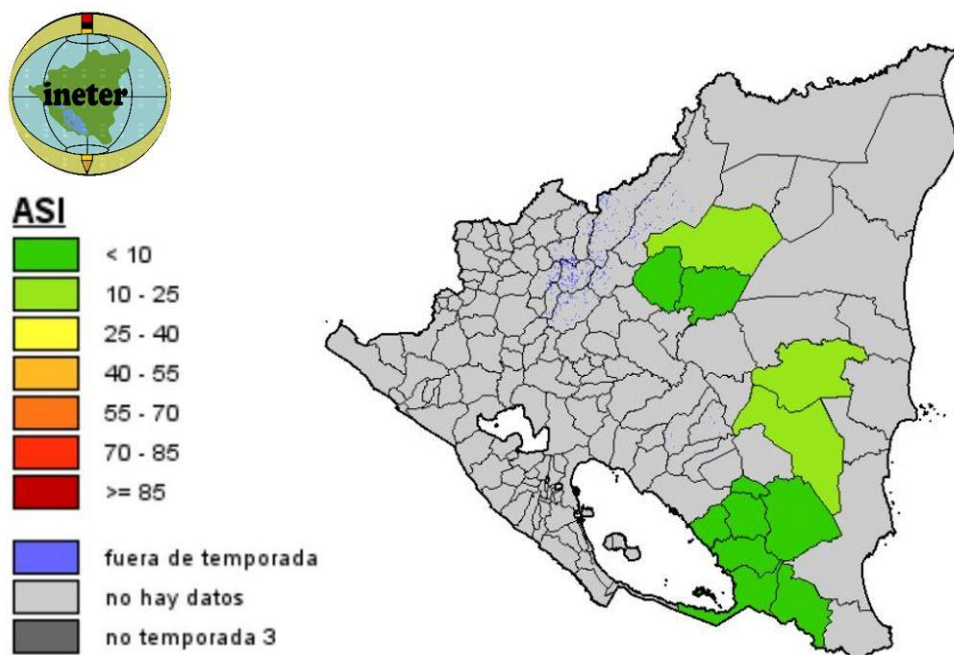 ineter
ASI
< 10
10 - 25
25 - 40
40 - 55
55 - 70
70 - 85
>= 85
fuera de temporada
no hay datos
no temporada 3